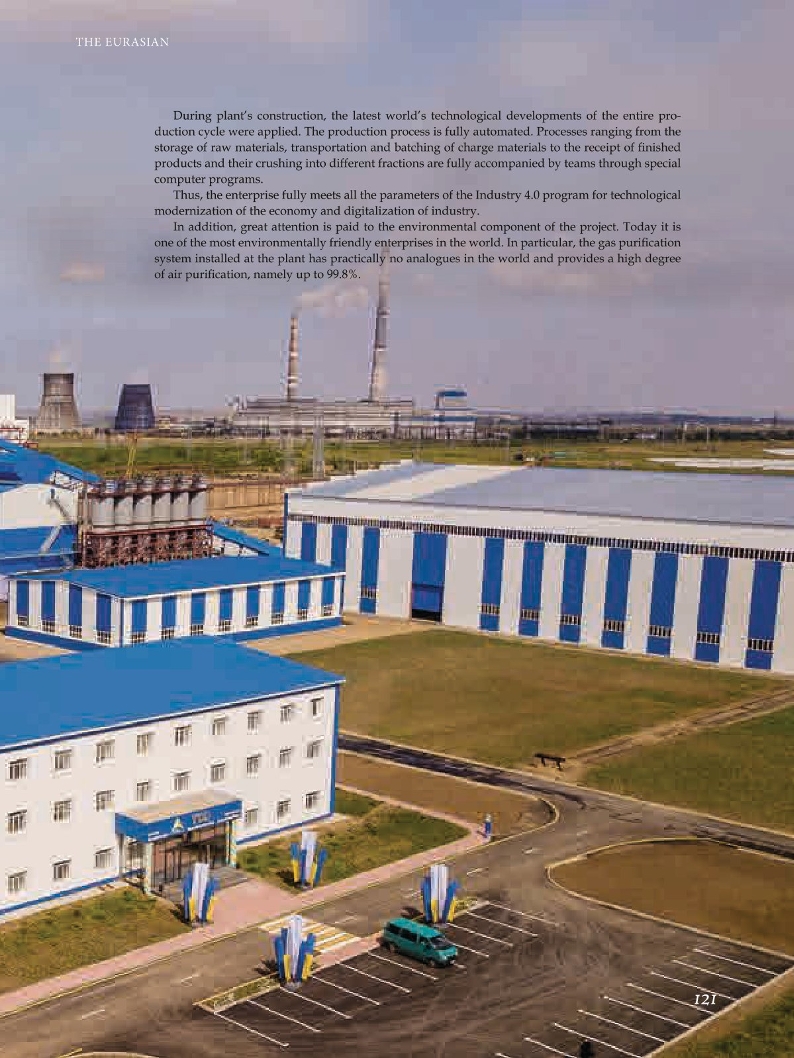 THE EURASIAN
During plant's construction, the latest world's technological developments of the entire pro-
duction cycle were applied. The production process is fully automated. Processes ranging from the
storage of raw materials, transportation and batching of charge materials to the receipt of finished
products and their crushing into different fractions are fully accompanied by teams through special
computer programs.
Thus, the enterprise fully meets all the parameters of the Industry 4.0 program for technological
modernization of the economy and digitalization of industry.
In addition, great attention is paid to the environmental component of the project. Today it is
one of the most environmentally friendly enterprises in the world. In particular, the gas purification
system installed at the plant has practically no analogues in the world and provides a high degree
of air purification, namely up to 99.8%.
121